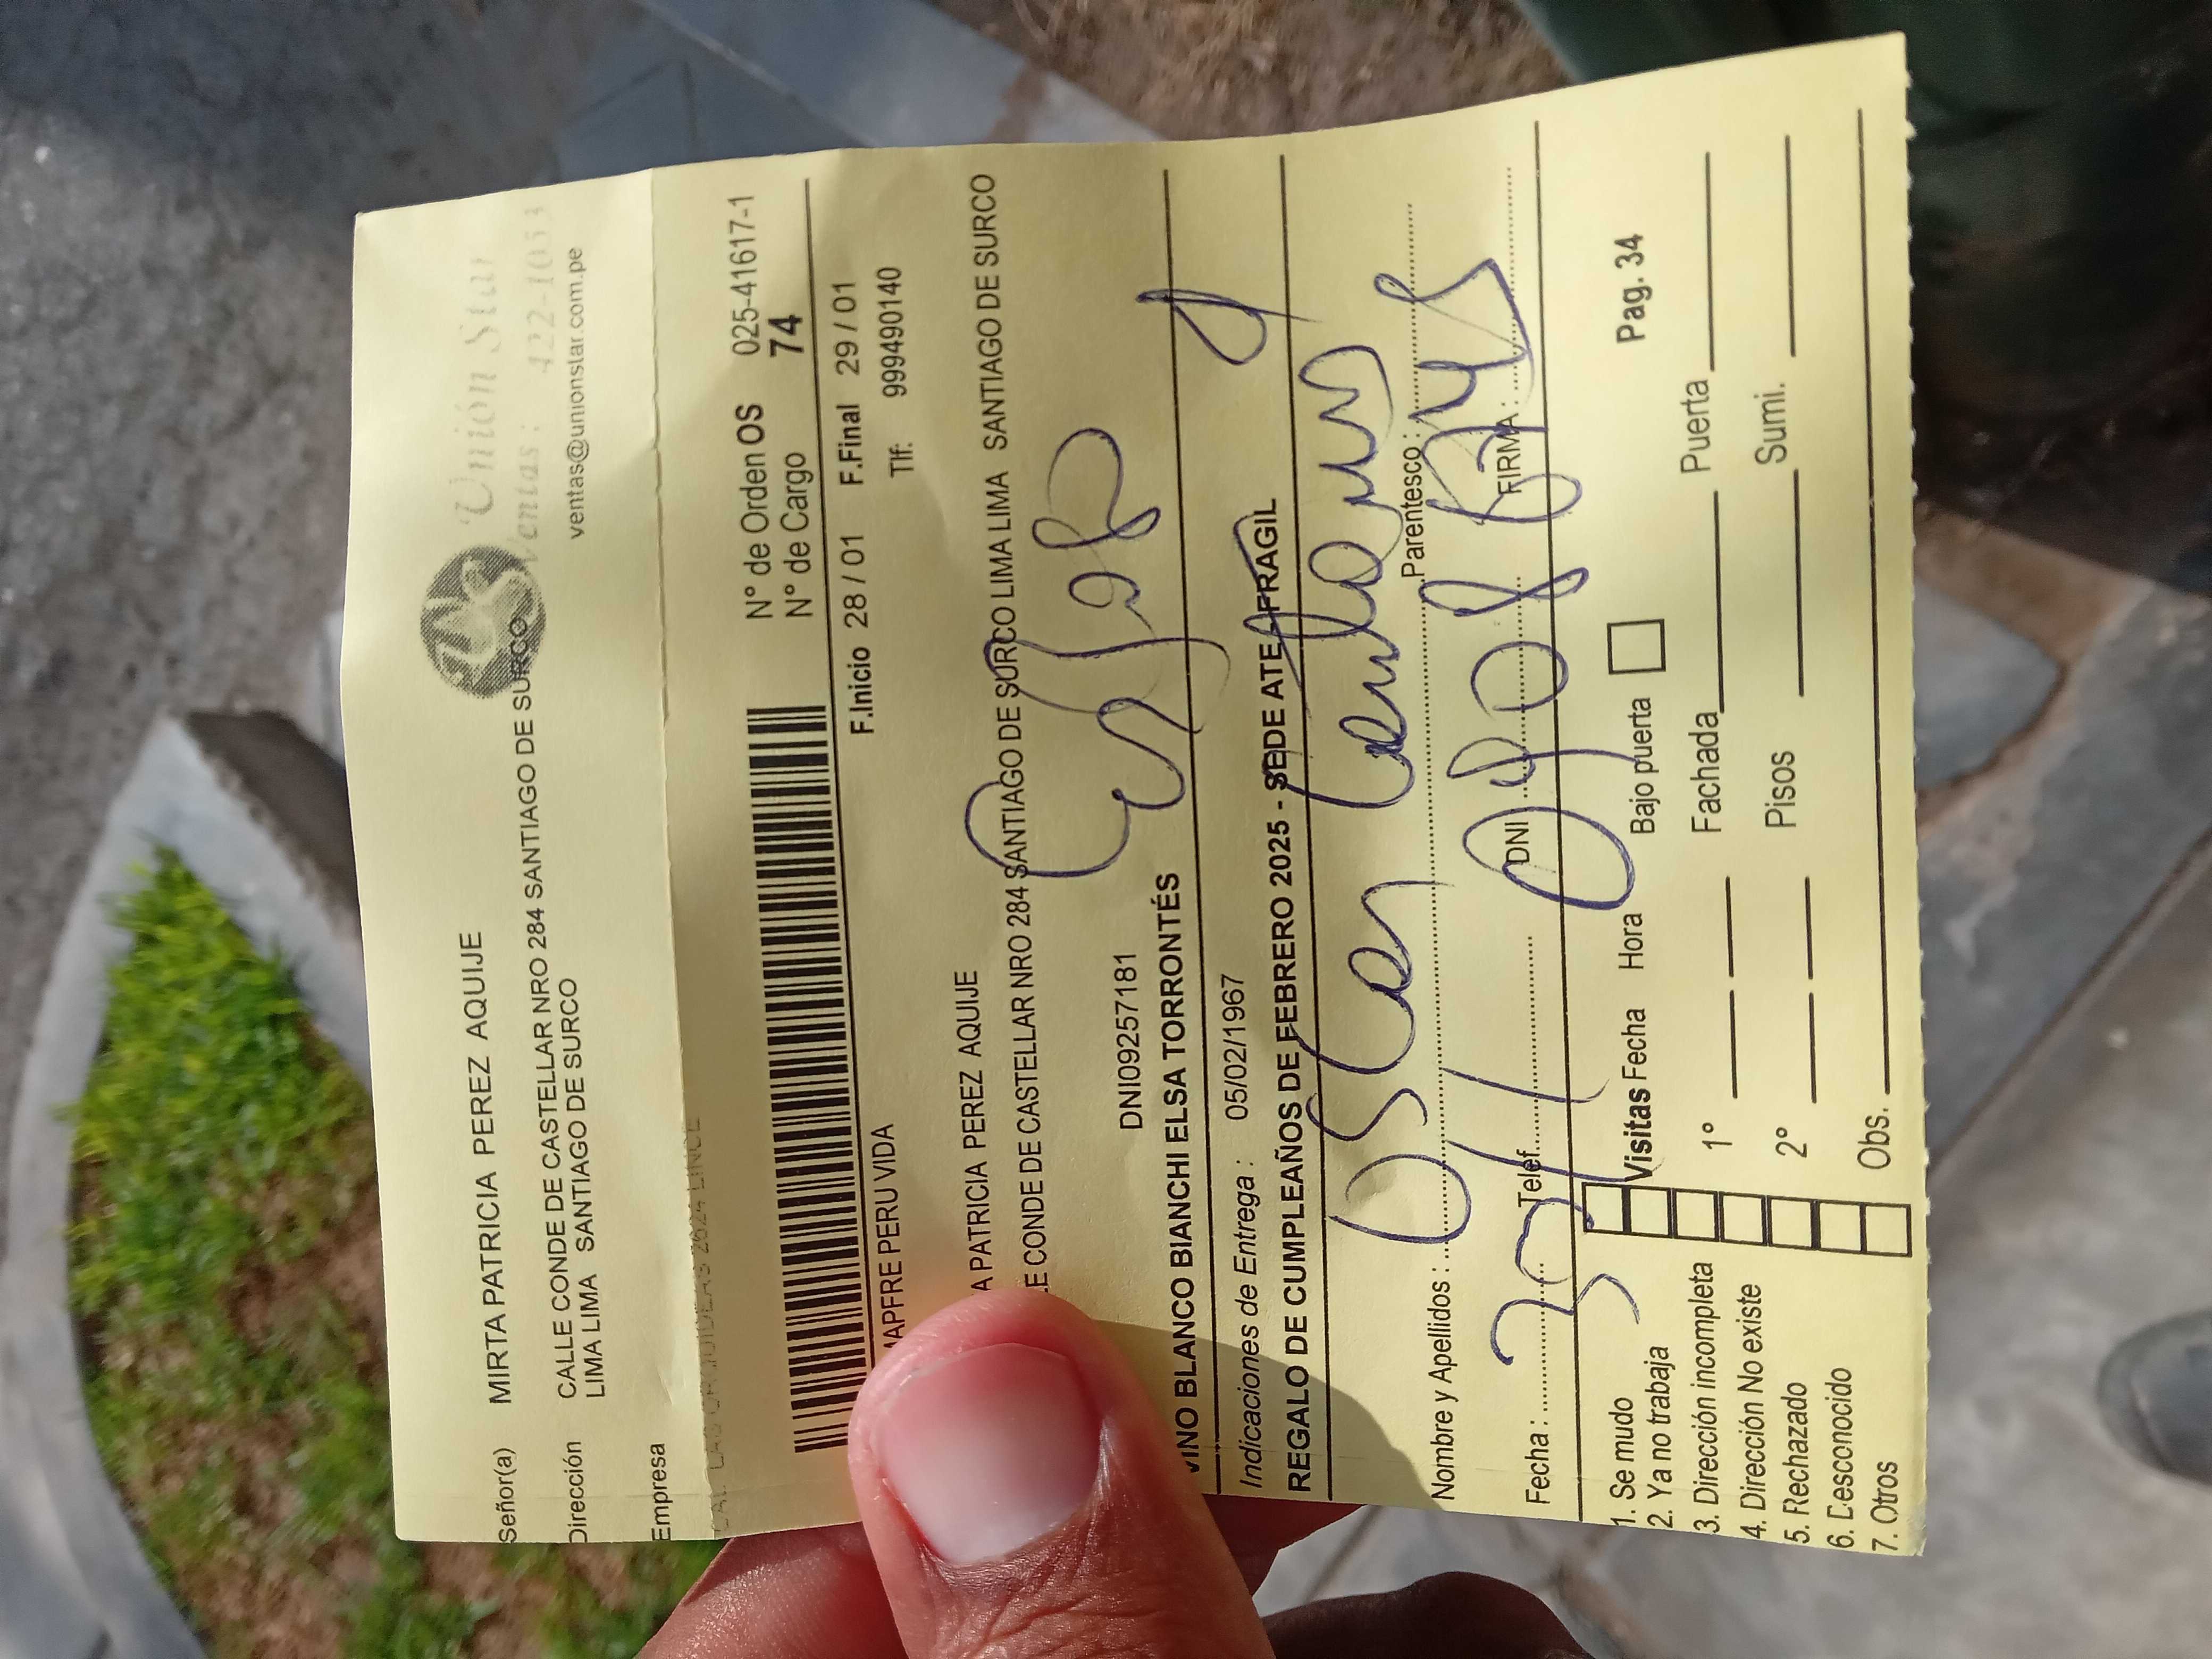 Unión Star
Ventas : 422-1053
ventas@unionstar.com.pe
Señor(a) MIRTA PATRICIA PEREZ AQUIJE
Dirección CALLE CONDE DE CASTELLAR NRO 284 SANTIAGO DE SURCO
LIMA LIMA SANTIAGO DE SURCO
Empresa
N° de Orden OS 025-41617-1
N° de Cargo 74
F.Inicio 28 / 01 F.Final 29 / 01
MAPFRE PERU VIDA Tlf: 999490140
A PATRICIA PEREZ AQUIJE
LE CONDE DE CASTELLAR NRO 284 SANTIAGO DE SURCO LIMA LIMA SANTIAGO DE SURCO
DNI09257181
VINO BLANCO BIANCHI ELSA TORRONTÉS
Indicaciones de Entrega : 05/02/1967
REGALO DE CUMPLEAÑOS DE FEBRERO 2025 - SEDE ATE FRAGIL
Oscar
Nombre y Apellidos : Parentesco :
Fecha : Telef. DNI FIRMA :
1. Se mudo
2. Ya no trabaja
3. Dirección incompleta
4. Dirección No existe
5. Rechazado
6. Desconocido
7. Otros
Visitas Fecha Hora Bajo puerta Pag. 34
1° Fachada Puerta
2° Pisos Sumi.
Obs.